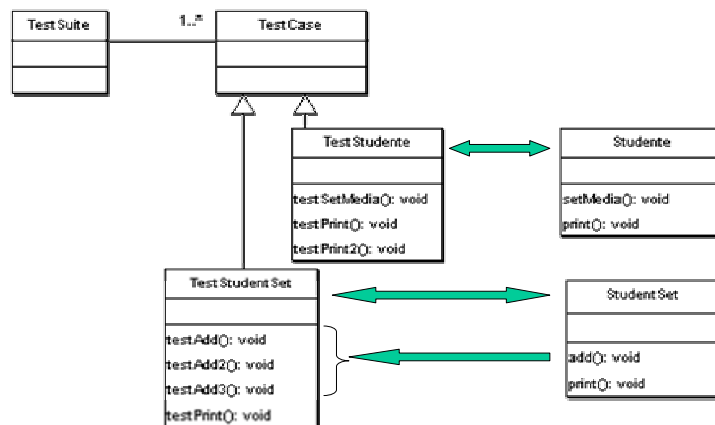 TestSuite
1..*
TestCase
TestStudente
testSetMedia(): void
testPrint(): void
testPrint2(): void
Studente
setMedia(): void
print(): void
TestStudentSet
testAdd(): void
testAdd2(): void
testAdd3(): void
testPrint(): void
StudentSet
add(): void
print(): void